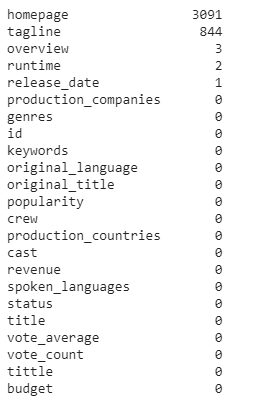 homepage 3091
tagline 844
overview 3
runtime 2
release_date 1
production_companies 0
genres 0
id 0
keywords 0
original_language 0
original_title 0
popularity 0
crew 0
production_countries 0
cast 0
revenue 0
spoken_languages 0
status 0
title 0
vote_average 0
vote_count 0
tittle 0
budget 0